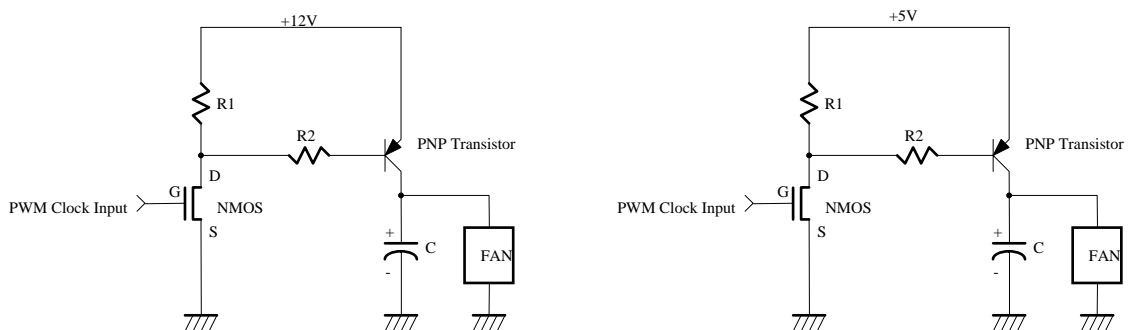 +12V
R1
R2
PNP Transistor
D
G
PWM Clock Input
NMOS
S
+
C
-
FAN
+5V
R1
R2
PNP Transistor
D
G
PWM Clock Input
NMOS
S
+
C
-
FAN